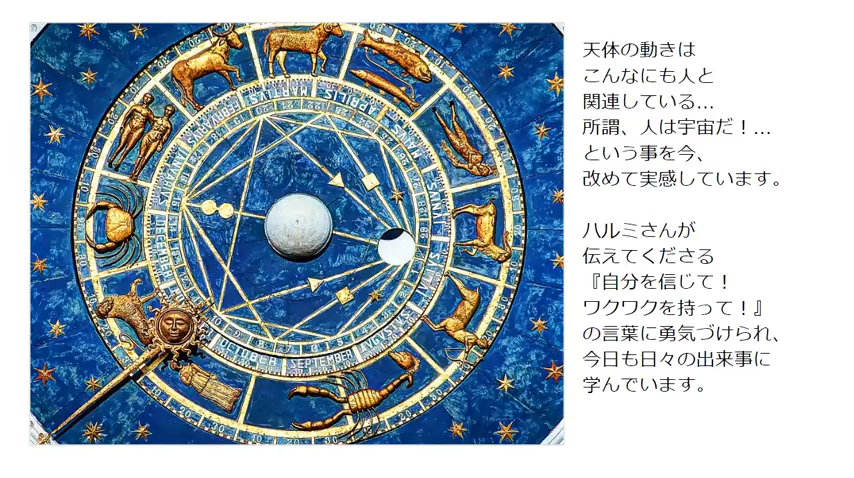 天体の動きは
こんなにも人と
関連している…
所謂、人は宇宙だ！…
という事を今、
改めて実感しています。
ハルミさんが
伝えてくださる
『自分を信じて！
ワクワクを持って！』
の言葉に勇気づけられ、
今日も日々の出来事に
学んでいます。
APRILIS
MARTIVS
OCTOBER
SEPTEMBER